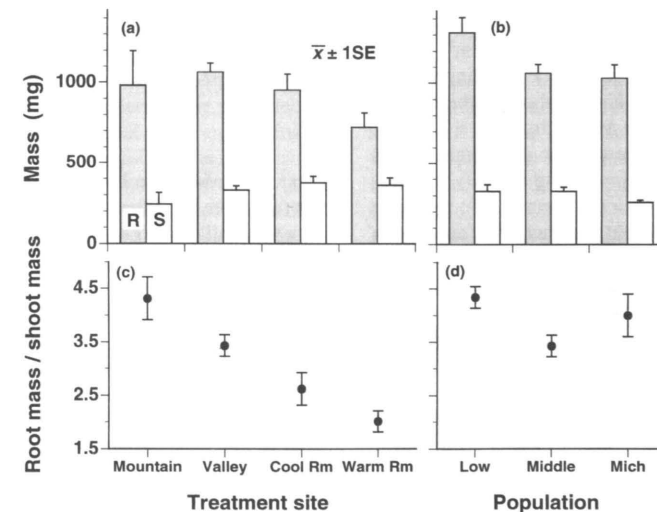 (a)
x̄ ± 1SE
(b)
Mass (mg)
1000
500
0
R S
(c)
(d)
Root mass / shoot mass
4.5
3.5
2.5
1.5
Mountain Valley Cool Rm Warm Rm
Low Middle Mich
Treatment site
Population